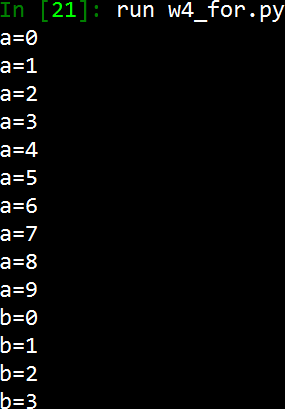 In [21]: run w4_for.py
a=0
a=1
a=2
a=3
a=4
a=5
a=6
a=7
a=8
a=9
b=0
b=1
b=2
b=3